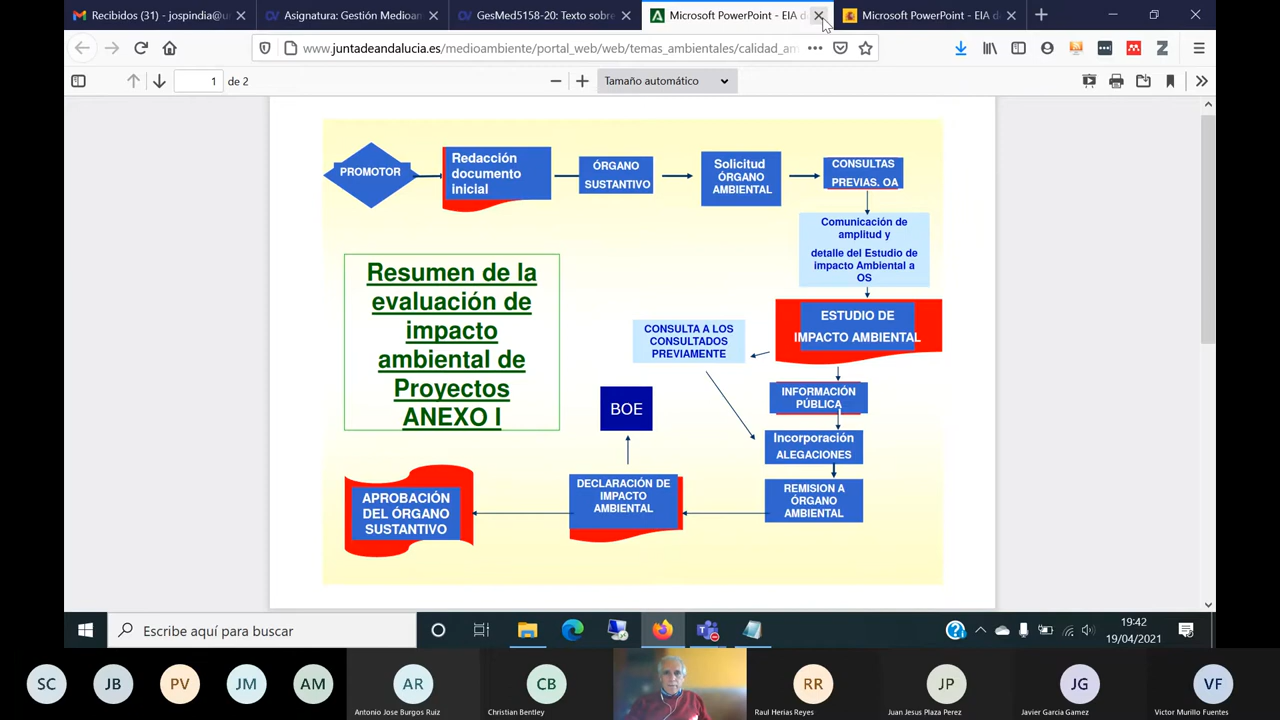 Recibidos (31) - jospindia@u
Asignatura: Gestión Medioam
GesMed5158-20: Texto sobre
Microsoft PowerPoint - EIA d
Microsoft PowerPoint - EIA d
www.juntadeandalucia.es/medioambiente/portal_web/web/temas_ambientales/calidad_am
1 de 2
Tamaño automático
PROMOTOR
Redacción
documento
inicial
ÓRGANO
SUSTANTIVO
Solicitud
ÓRGANO
AMBIENTAL
CONSULTAS
PREVIAS. OA
Comunicación de
amplitud y
detalle del Estudio de
impacto Ambiental a
OS
Resumen de la
evaluación de
impacto
ambiental de
Proyectos
ANEXO I
ESTUDIO DE
IMPACTO AMBIENTAL
CONSULTA A LOS
CONSULTADOS
PREVIAMENTE
INFORMACIÓN
PÚBLICA
BOE
Incorporación
ALEGACIONES
REMISION A
ÓRGANO
AMBIENTAL
DECLARACIÓN DE
IMPACTO
AMBIENTAL
APROBACIÓN
DEL ÓRGANO
SUSTANTIVO
Escribe aquí para buscar
19:42
19/04/2021
SC
JB
PV
JM
AM
AR
Antonio Jose Burgos Ruiz
CB
Christian Bentley
RR
Raul Herias Reyes
JP
Juan Jesus Plaza Perez
JG
Javier Garcia Gamez
VF
Victor Murillo Fuentes